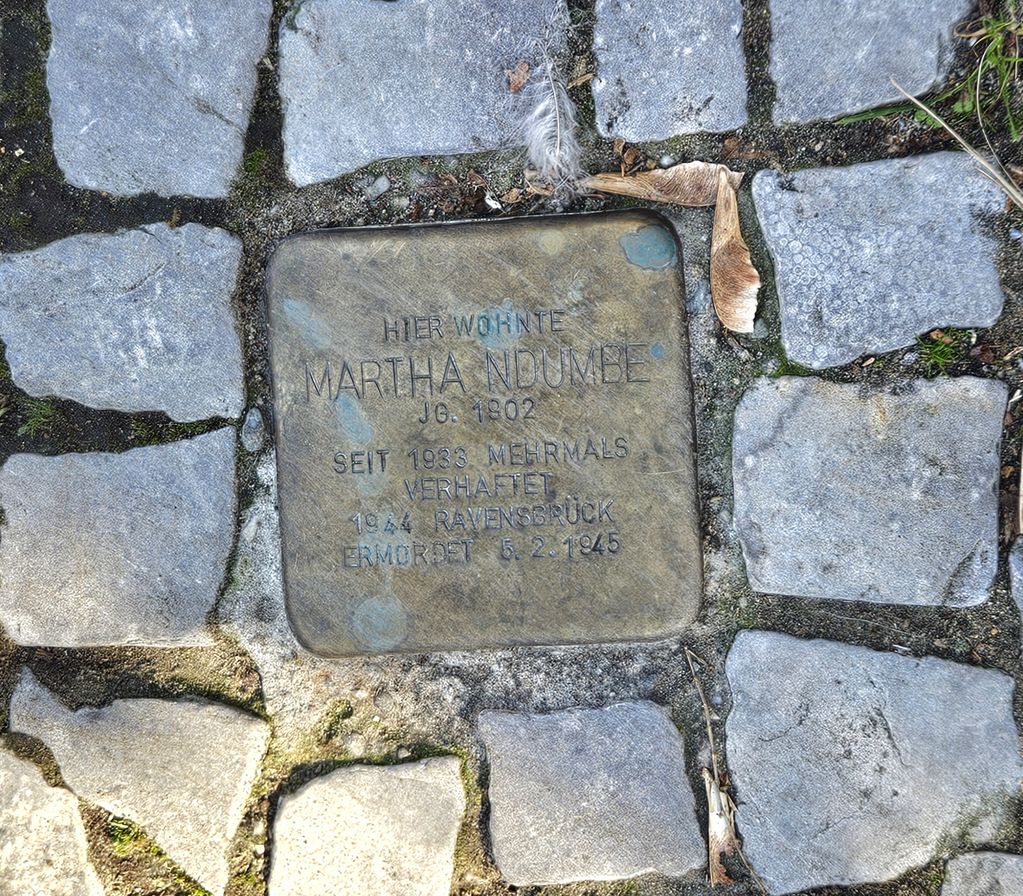 HIER WOHNTE
MARTHA NDUMBE
JG. 1902
SEIT 1933 MEHRMALS
VERHAFTET
1944 RAVENSBRÜCK
ERMORDET 5.2.1945